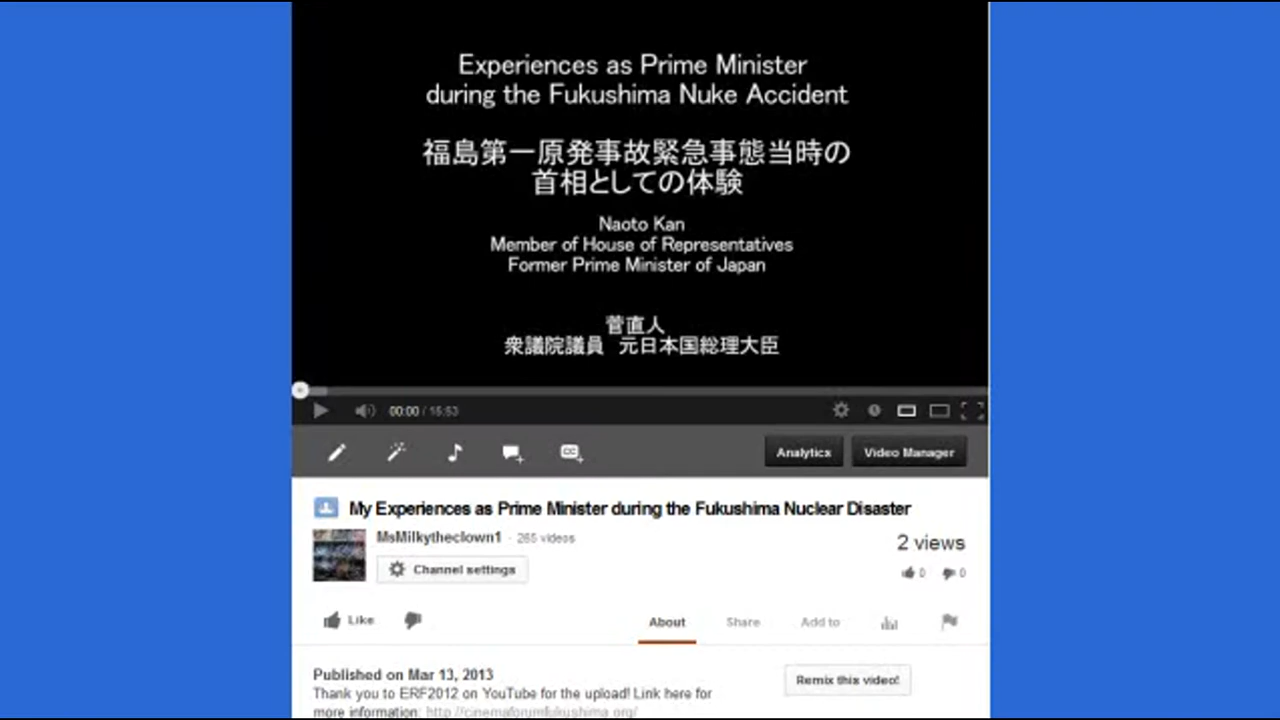 Experiences as Prime Minister
during the Fukushima Nuke Accident
福島第一原発事故緊急事態当時の
首相としての体験
Naoto Kan
Member of House of Representatives
Former Prime Minister of Japan
菅直人
衆議院議員 元日本国総理大臣
00:00 / 15:53
Analytics
Video Manager
My Experiences as Prime Minister during the Fukushima Nuclear Disaster
MsMilkytheclown1 · 265 videos
2 views
Channel settings
0 0
Like
About Share Add to
Published on Mar 13, 2013
Remix this video!
Thank you to ERF2012 on YouTube for the upload! Link here for
more information: http://cinemaforumfukushima.org/